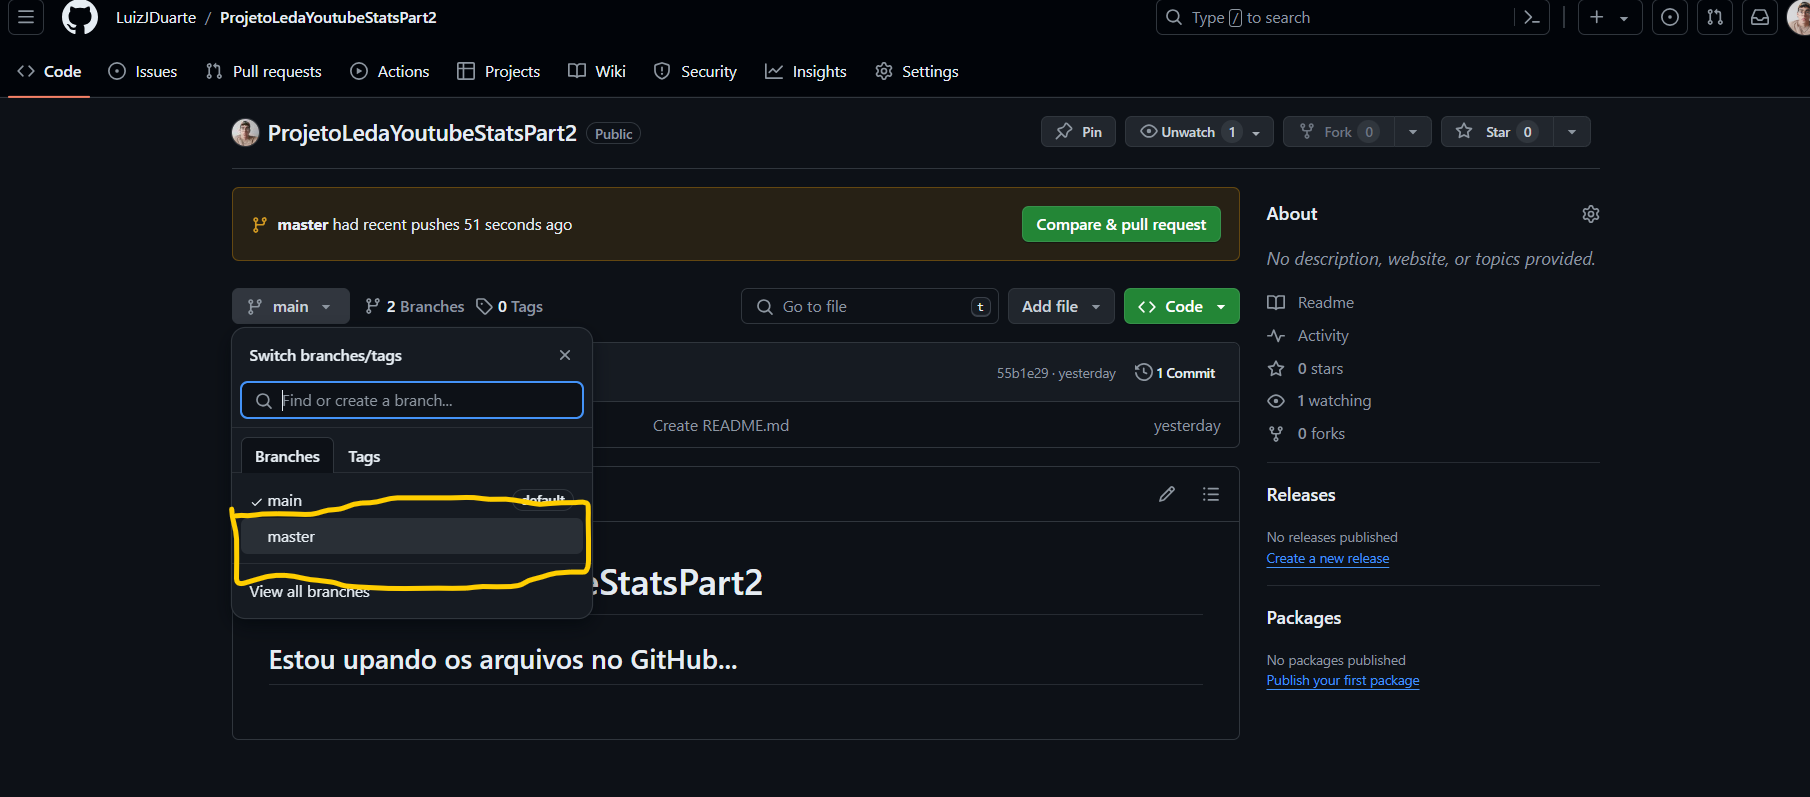 LuizJDuarte / ProjetoLedaYoutubeStatsPart2
Type / to search
Code Issues Pull requests Actions Projects Wiki Security Insights Settings
ProjetoLedaYoutubeStatsPart2 Public
Pin Unwatch 1 Fork 0 Star 0
master had recent pushes 51 seconds ago
Compare & pull request
main 2 Branches 0 Tags
Go to file t
Add file
Code
Switch branches/tags
Find or create a branch...
Branches Tags
main default
master
View all branches
55b1e29 · yesterday 1 Commit
Create README.md yesterday
eStatsPart2
Estou upando os arquivos no GitHub...
About
No description, website, or topics provided.
Readme
Activity
0 stars
1 watching
0 forks
Releases
No releases published
Create a new release
Packages
No packages published
Publish your first package